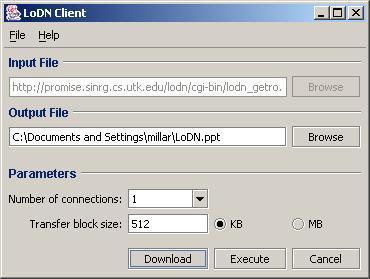 LoDN Client
File Help
Input File
http://promise.sinrg.cs.utk.edu/lodn/cgi-bin/lodn_getro. Browse
Output File
C:\Documents and Settings\millar\LoDN.ppt Browse
Parameters
Number of connections: 1
Transfer block size: 512 KB MB
Download Execute Cancel